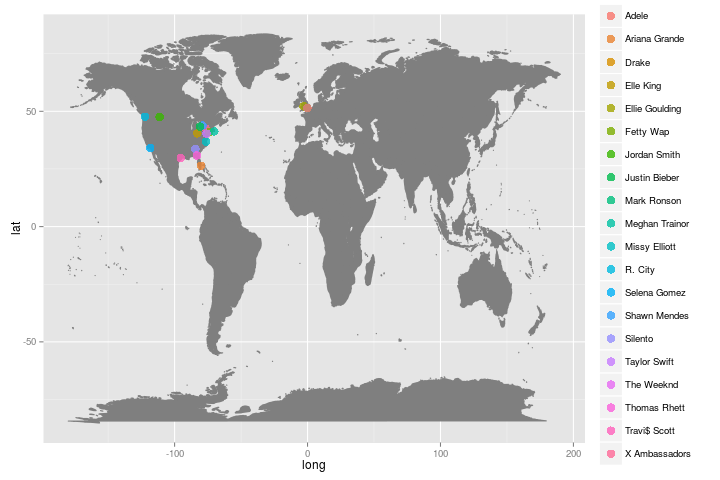 50
0
-50
lat
-100
0
100
200
long
Adele
Ariana Grande
Drake
Elle King
Ellie Goulding
Fetty Wap
Jordan Smith
Justin Bieber
Mark Ronson
Meghan Trainor
Missy Elliott
R. City
Selena Gomez
Shawn Mendes
Silento
Taylor Swift
The Weeknd
Thomas Rhett
Travi$ Scott
X Ambassadors